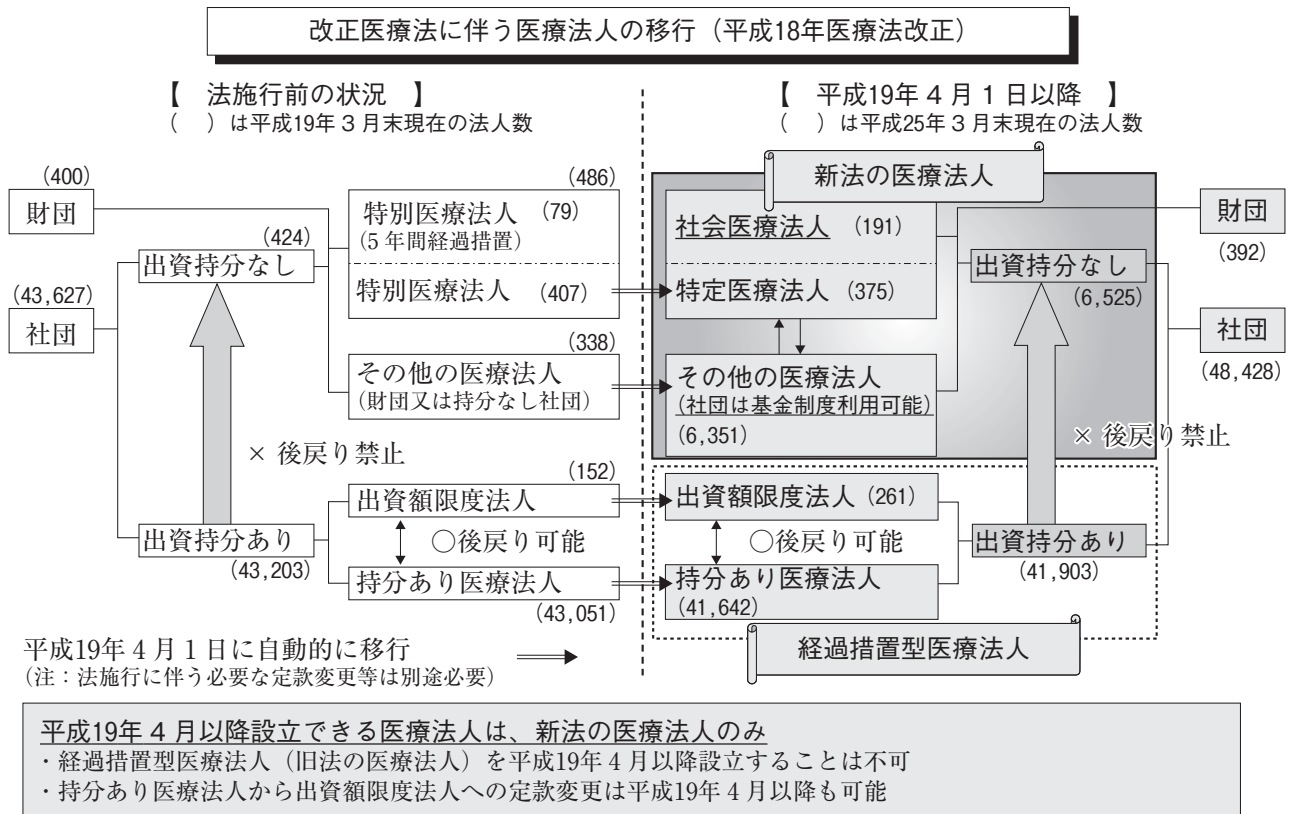 改正医療法に伴う医療法人の移行（平成18年医療法改正）
【　法施行前の状況　】
（　）は平成19年３月末現在の法人数
(400)
財団
(43,627)
社団
(424)
出資持分なし
× 後戻り禁止
出資持分あり
(43,203)
(486)
特別医療法人 (79)
(５年間経過措置)
特別医療法人 (407)
(338)
その他の医療法人
(財団又は持分なし社団)
(152)
出資額限度法人
○後戻り可能
持分あり医療法人
(43,051)
平成19年４月１日に自動的に移行
(注：法施行に伴う必要な定款変更等は別途必要)
【　平成19年４月１日以降　】
（　）は平成25年３月末現在の法人数
新法の医療法人
社会医療法人 (191)
特定医療法人 (375)
その他の医療法人
(社団は基金制度利用可能)
(6,351)
出資持分なし
(6,525)
財団
(392)
社団
(48,428)
× 後戻り禁止
出資額限度法人 (261)
○後戻り可能
持分あり医療法人
(41,642)
出資持分あり
(41,903)
経過措置型医療法人
平成19年４月以降設立できる医療法人は、新法の医療法人のみ
・経過措置型医療法人（旧法の医療法人）を平成19年４月以降設立することは不可
・持分あり医療法人から出資額限度法人への定款変更は平成19年４月以降も可能